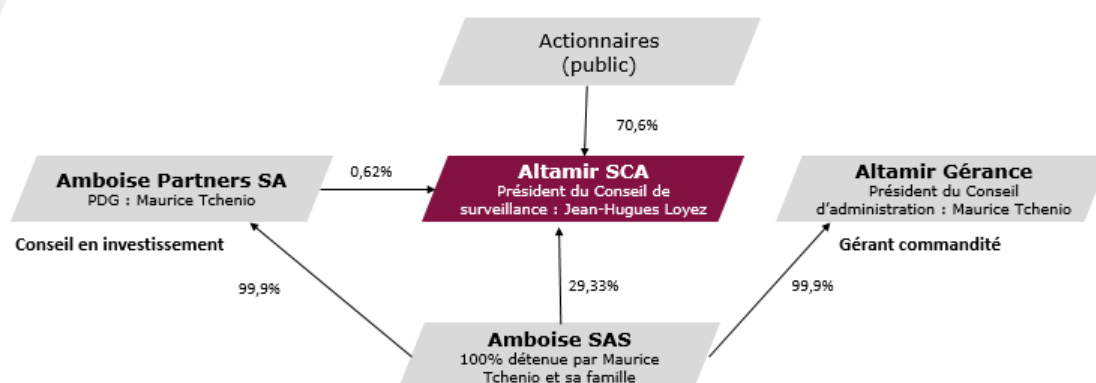 Actionnaires
(public)
70,6%
Amboise Partners SA
PDG : Maurice Tchenio
0,62%
Altamir SCA
Président du Conseil de
surveillance : Jean-Hugues Loyez
Altamir Gérance
Président du Conseil
d’administration : Maurice Tchenio
Conseil en investissement
Gérant commandité
99,9%
29,33%
99,9%
Amboise SAS
100% détenue par Maurice
Tchenio et sa famille